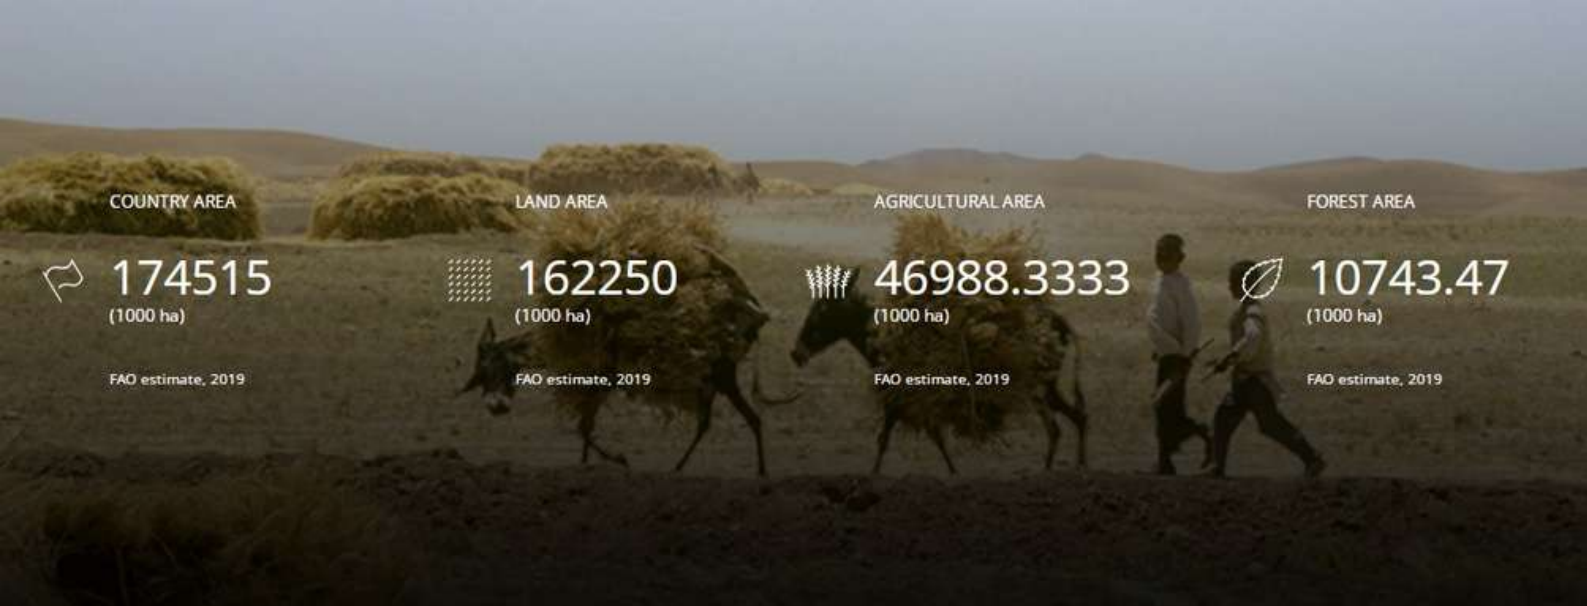 COUNTRY AREA
174515
(1000 ha)
FAO estimate, 2019
LAND AREA
162250
(1000 ha)
FAO estimate, 2019
AGRICULTURAL AREA
46988.3333
(1000 ha)
FAO estimate, 2019
FOREST AREA
10743.47
(1000 ha)
FAO estimate, 2019